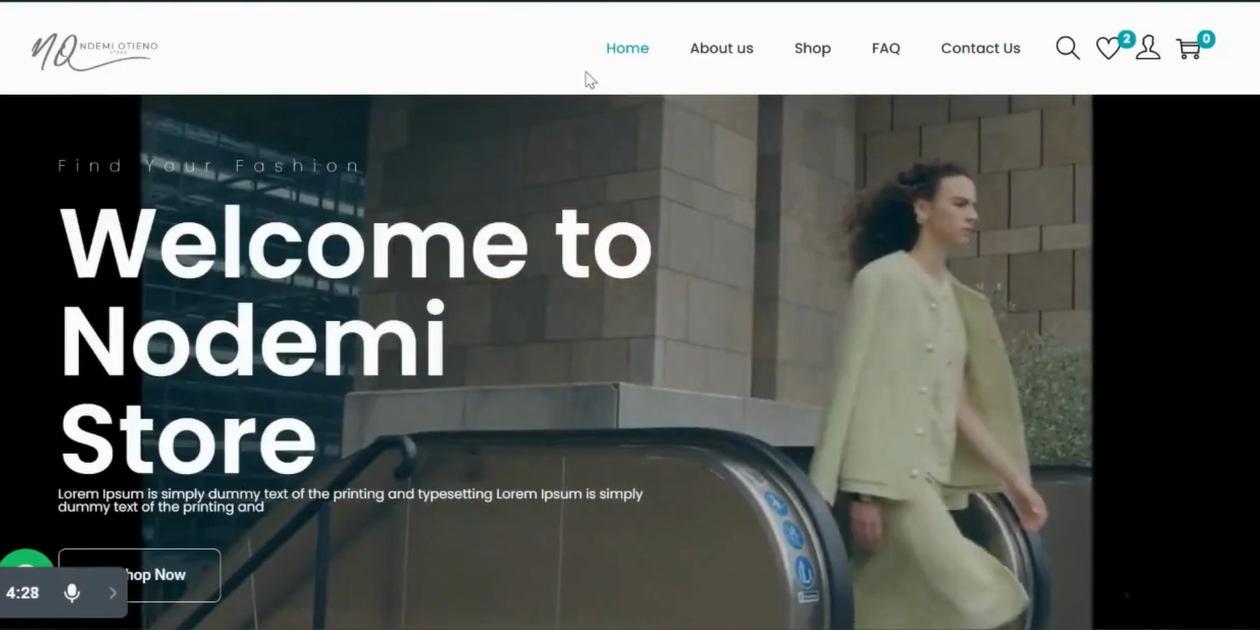 NDEMI OTIENO
STORE
Home
About us
Shop
FAQ
Contact Us
2
0
Find Your Fashion
Welcome to
Nodemi
Store
Lorem Ipsum is simply dummy text of the printing and typesetting Lorem Ipsum is simply
dummy text of the printing and
hop Now
4:28